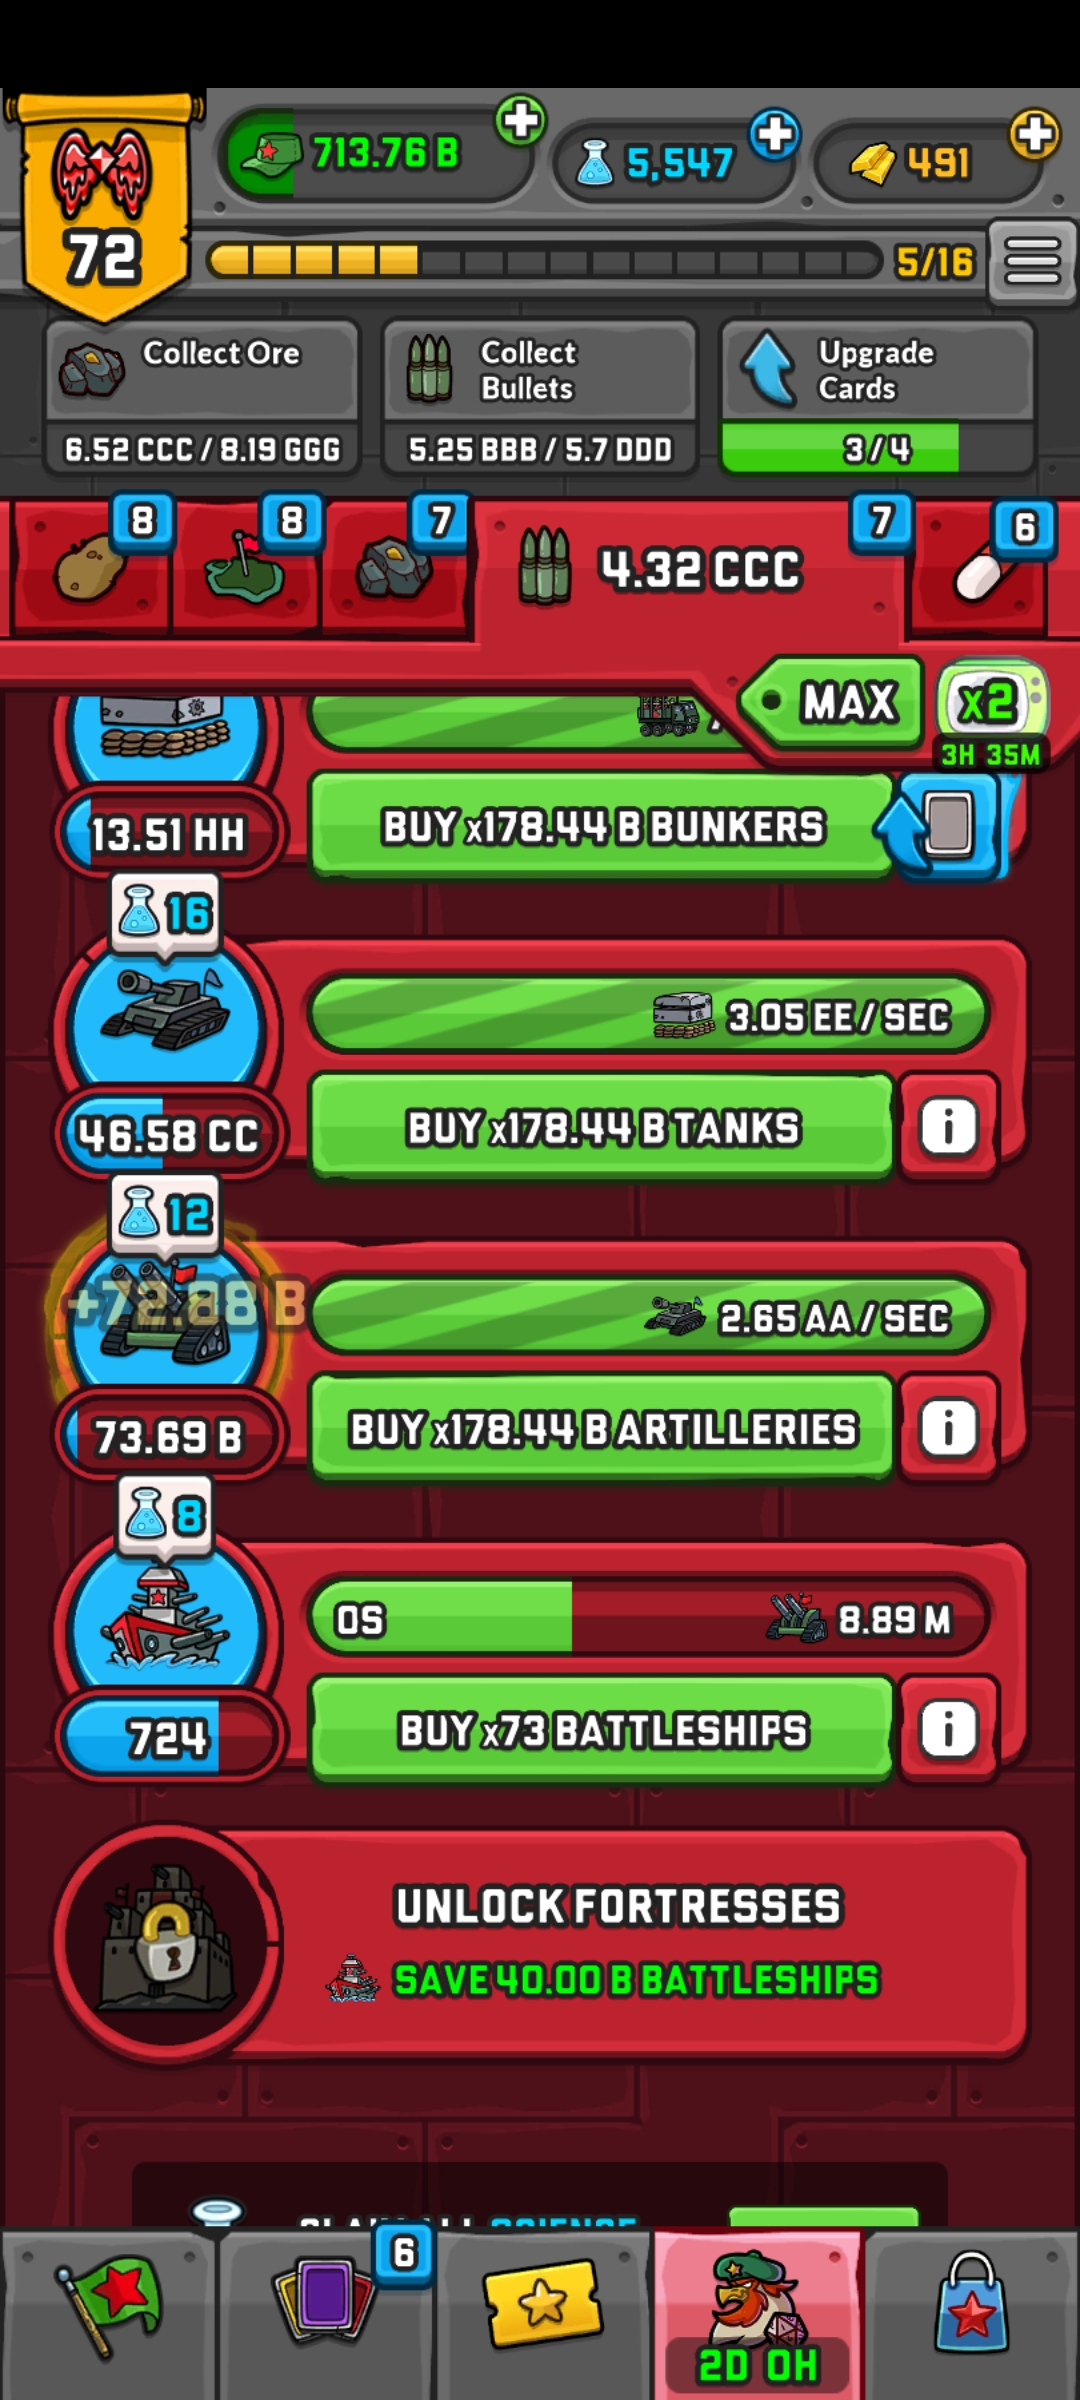 713.76 B
5,547
491
72
5/16
Collect Ore
6.52 CCC / 8.19 GGG
Collect
Bullets
5.25 BBB / 5.7 DDD
Upgrade
Cards
3/4
8
8
7
4.32 CCC
7
6
MAX
x2
3H 35M
13.51 HH
BUY x178.44 B BUNKERS
16
3.05 EE / SEC
46.58 CC
BUY x178.44 B TANKS
i
12
+72.88 B
2.65 AA / SEC
73.69 B
BUY x178.44 B ARTILLERIES
i
8
0S
8.89 M
724
BUY x73 BATTLESHIPS
i
UNLOCK FORTRESSES
SAVE 40.00 B BATTLESHIPS
6
2D 0H